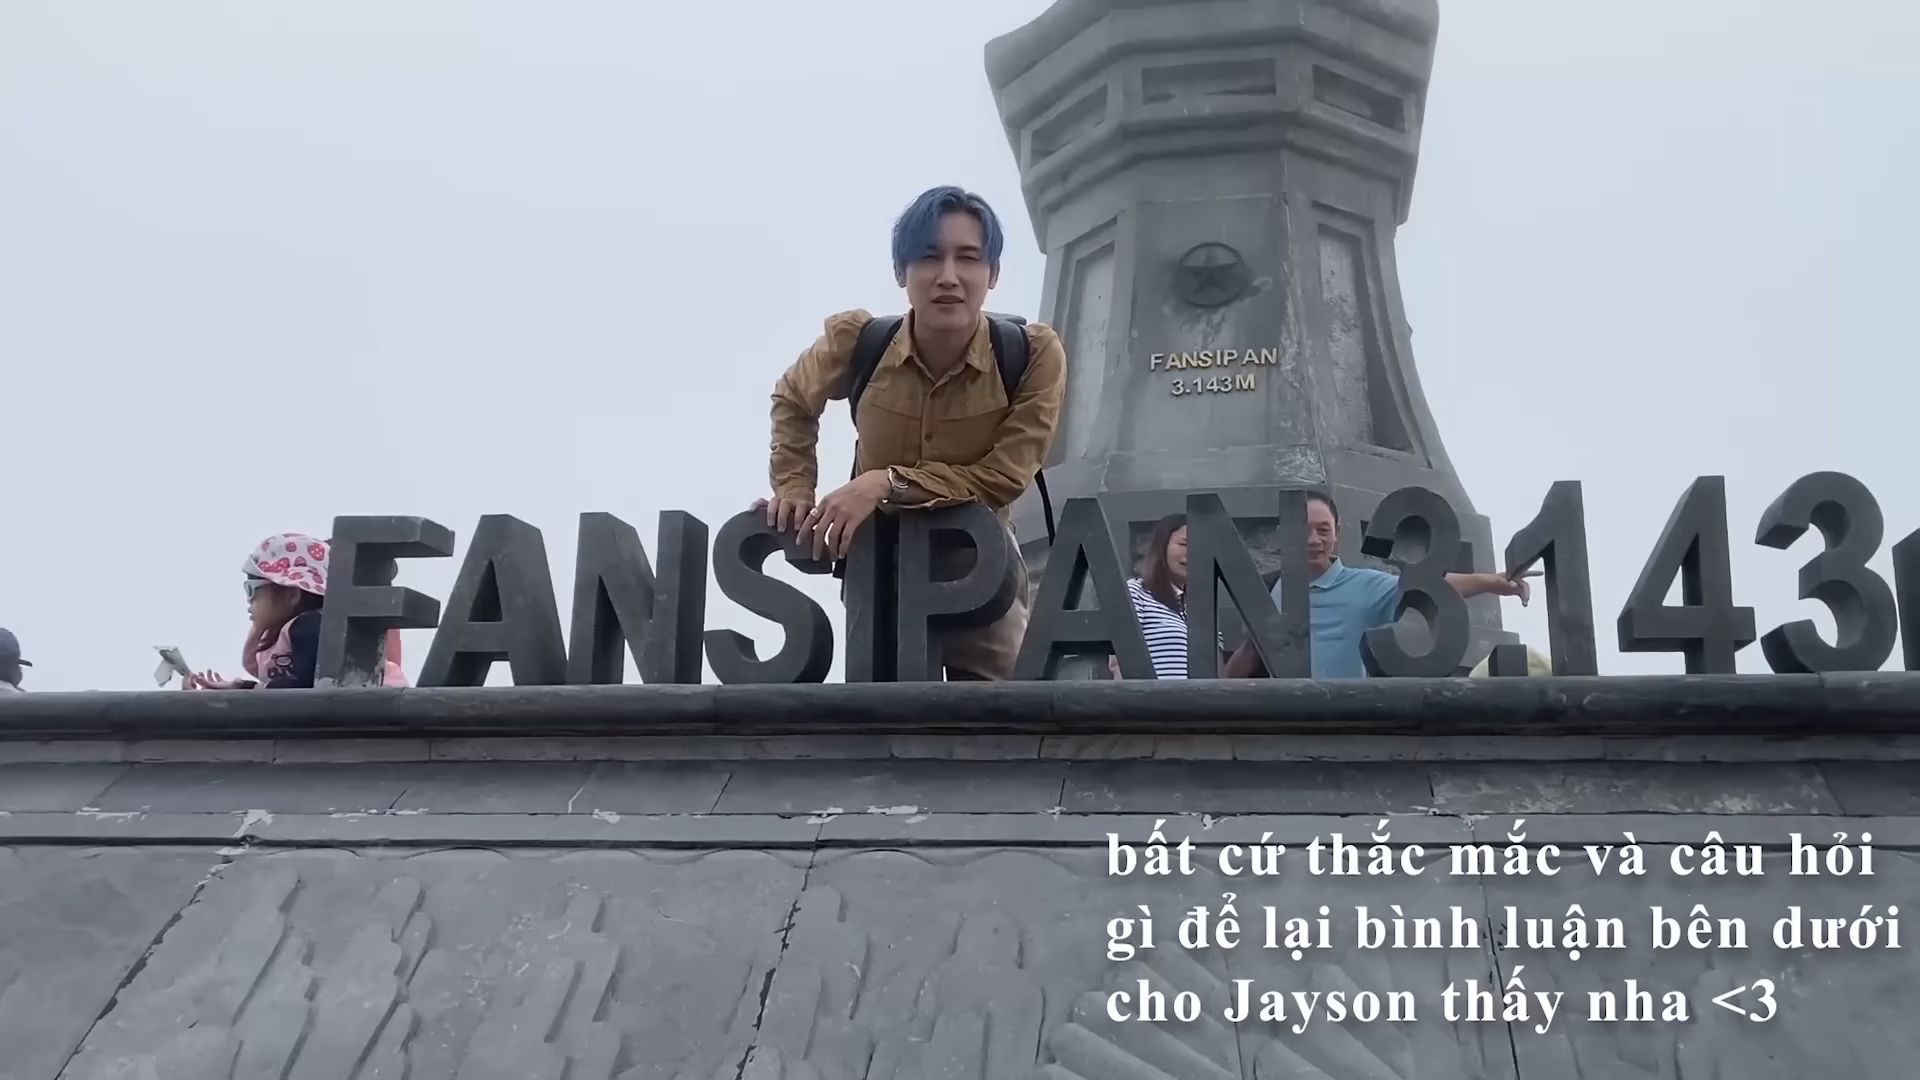 FANSIPAN
3.143M
FANSIPAN 3.143
bất cứ thắc mắc và câu hỏi
gì để lại bình luận bên dưới
cho Jayson thấy nha <3